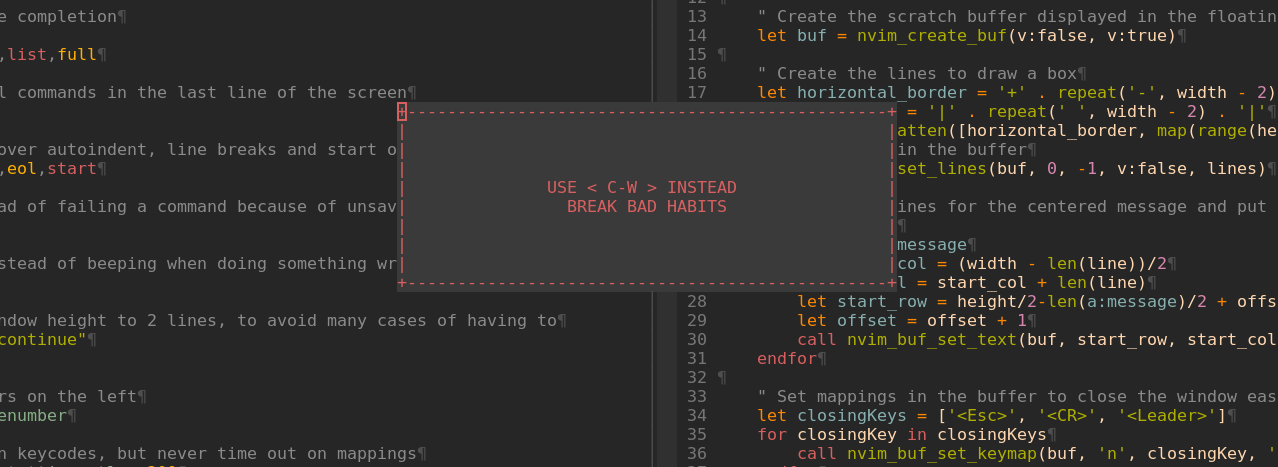 e completion¶
,list,full¶
l commands in the last line of the screen¶
over autoindent, line breaks and start o
,eol,start¶
ad of failing a command because of unsav
stead of beeping when doing something wr
ndow height to 2 lines, to avoid many cases of having to¶
continue"¶
rs on the left¶
enumber¶
n keycodes, but never time out on mappings¶
+------------------------------------------------+
USE < C-W > INSTEAD
BREAK BAD HABITS
+------------------------------------------------+
13 " Create the scratch buffer displayed in the floatin
14 let buf = nvim_create_buf(v:false, v:true)¶
15 ¶
16 " Create the lines to draw a box¶
17 let horizontal_border = '+' . repeat('-', width - 2)
= '|' . repeat(' ', width - 2) . '|'¶
atten([horizontal_border, map(range(he
in the buffer¶
set_lines(buf, 0, -1, v:false, lines)¶
ines for the centered message and put
¶
message¶
col = (width - len(line))/2¶
l = start_col + len(line)¶
28 let start_row = height/2-len(a:message)/2 + offs
29 let offset = offset + 1¶
30 call nvim_buf_set_text(buf, start_row, start_col
31 endfor¶
32 ¶
33 " Set mappings in the buffer to close the window eas
34 let closingKeys = ['<Esc>', '<CR>', '<Leader>']¶
35 for closingKey in closingKeys¶
36 call nvim_buf_set_keymap(buf, 'n', closingKey, '